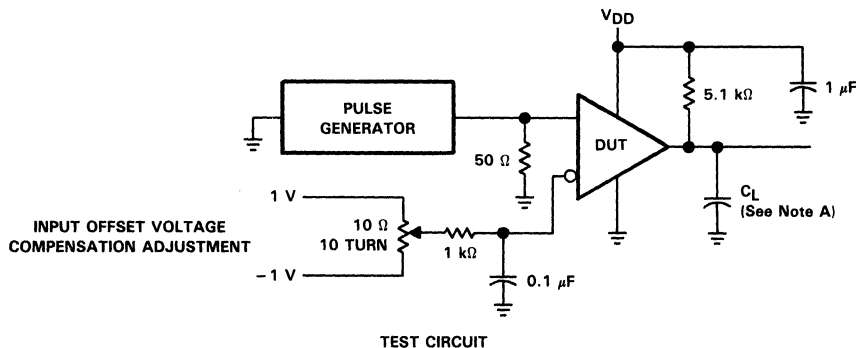 VDD
5.1 kΩ
1 μF
PULSE
GENERATOR
DUT
50 Ω
CL
(See Note A)
1 V
INPUT OFFSET VOLTAGE
COMPENSATION ADJUSTMENT
10 Ω
10 TURN
1 kΩ
−1 V
0.1 μF
TEST CIRCUIT